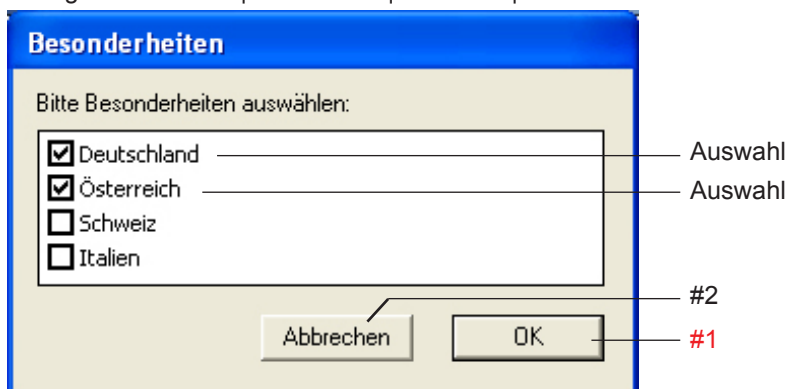 Besonderheiten
Bitte Besonderheiten auswählen:
Deutschland
Auswahl
Österreich
Auswahl
Schweiz
Italien
#2
Abbrechen
OK
#1